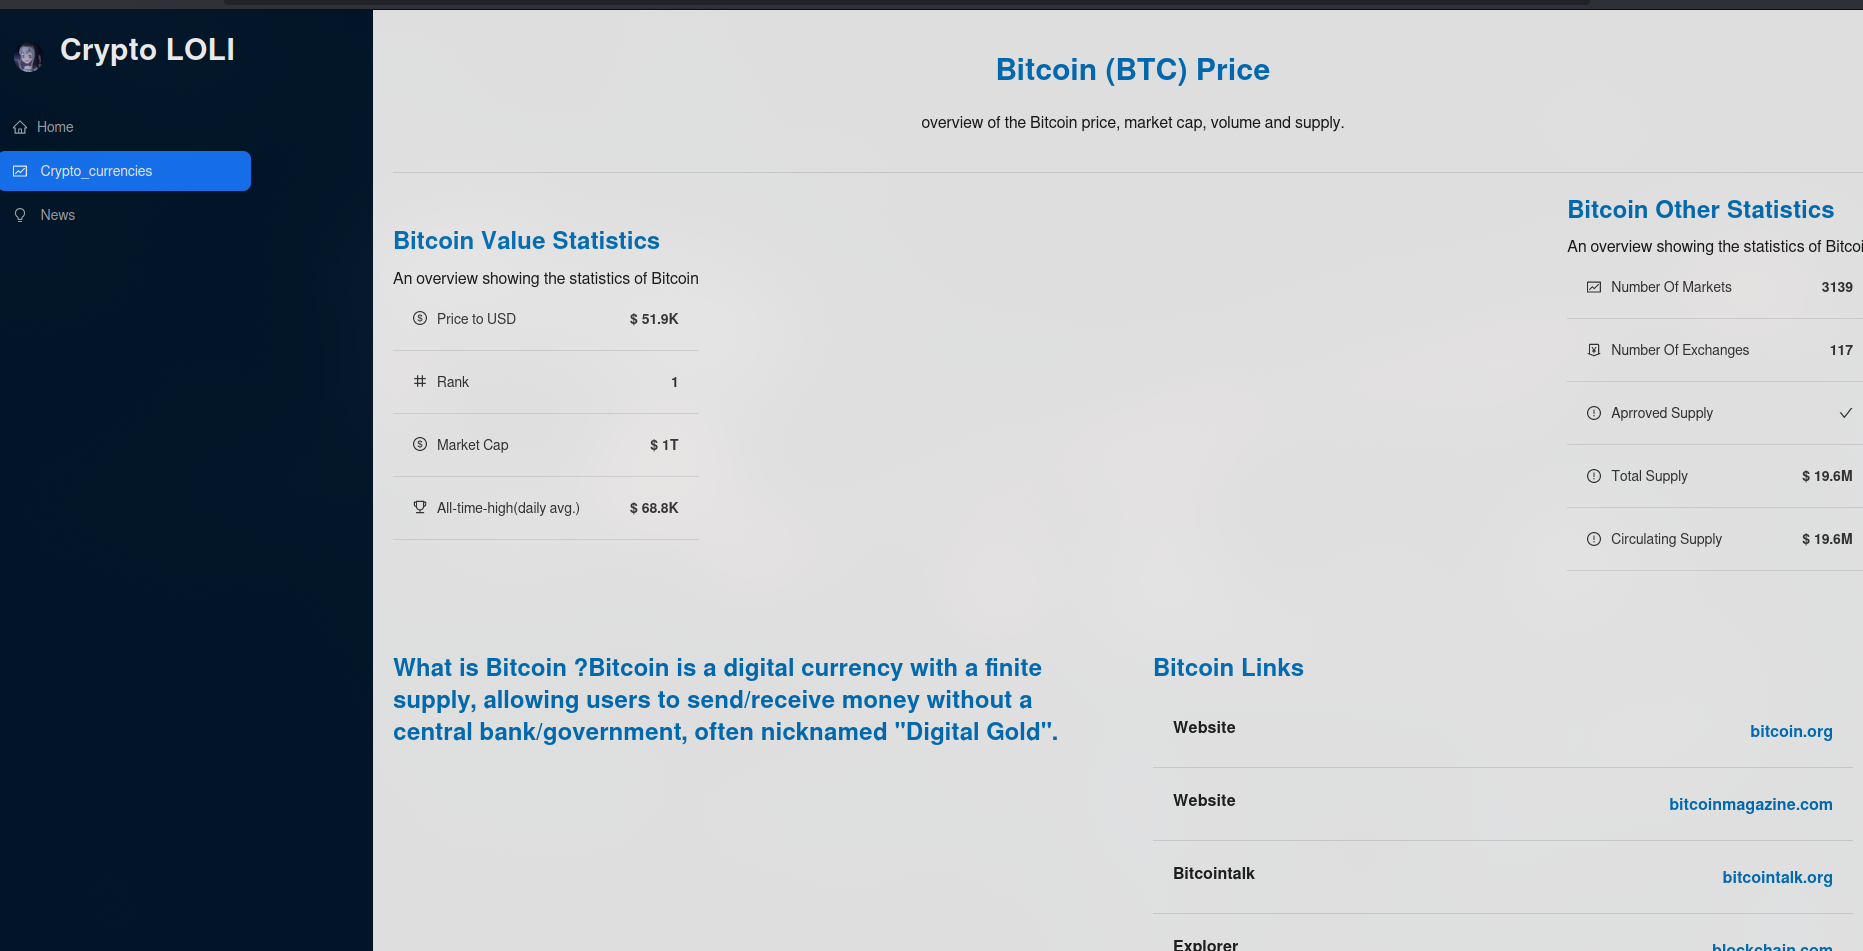 Crypto LOLI
Home
Crypto_currencies
News
Bitcoin (BTC) Price
overview of the Bitcoin price, market cap, volume and supply.
Bitcoin Value Statistics
An overview showing the statistics of Bitcoin
Price to USD $ 51.9K
Rank 1
Market Cap $ 1T
All-time-high(daily avg.) $ 68.8K
Bitcoin Other Statistics
An overview showing the statistics of Bitcoi
Number Of Markets 3139
Number Of Exchanges 117
Aprroved Supply
Total Supply $ 19.6M
Circulating Supply $ 19.6M
What is Bitcoin ?Bitcoin is a digital currency with a finite
supply, allowing users to send/receive money without a
central bank/government, often nicknamed "Digital Gold".
Bitcoin Links
Website bitcoin.org
Website bitcoinmagazine.com
Bitcointalk bitcointalk.org
Explorer blockchain.com